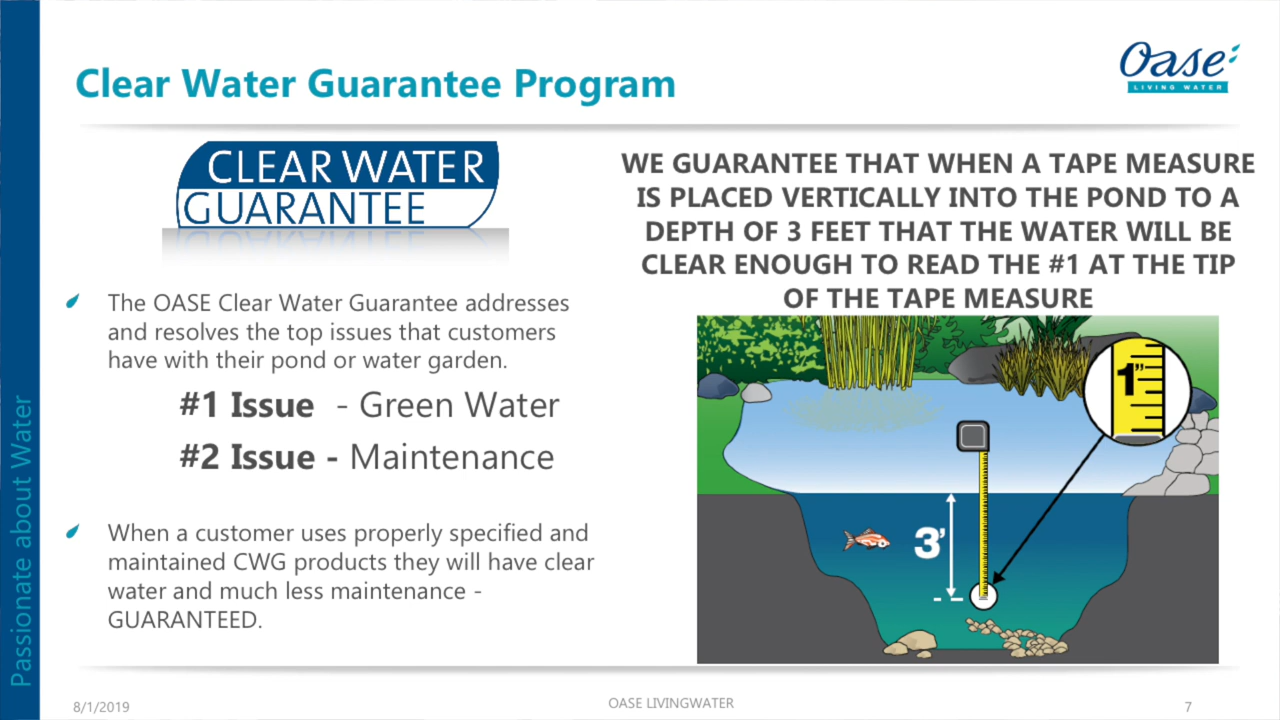 Clear Water Guarantee Program
Oase
LIVING WATER
CLEAR WATER
GUARANTEE
The OASE Clear Water Guarantee addresses
and resolves the top issues that customers
have with their pond or water garden.
#1 Issue - Green Water
#2 Issue - Maintenance
When a customer uses properly specified and
maintained CWG products they will have clear
water and much less maintenance -
GUARANTEED.
WE GUARANTEE THAT WHEN A TAPE MEASURE
IS PLACED VERTICALLY INTO THE POND TO A
DEPTH OF 3 FEET THAT THE WATER WILL BE
CLEAR ENOUGH TO READ THE #1 AT THE TIP
OF THE TAPE MEASURE
1"
3'
Passionate about Water
8/1/2019
OASE LIVINGWATER
7